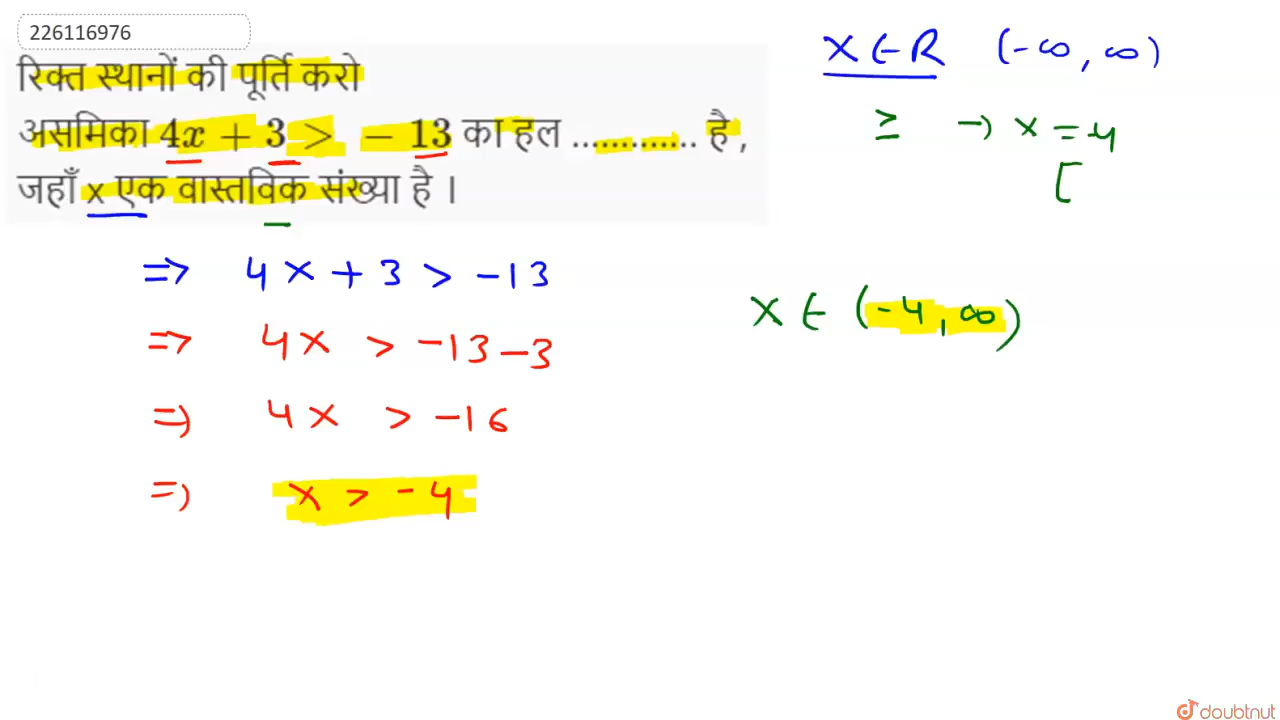 226116976
रिक्त स्थानों की पूर्ति करो
असमिका 4x + 3 > - 13 का हल ............. है ,
जहाँ x एक वास्तविक संख्या है ।
=> 4x + 3 > -13
=> 4x > -13 - 3
=> 4x > -16
=> x > -4
x ∈ R (-∞, ∞)
≥ → x = -4
[
x ∈ (-4, ∞)
doubtnut